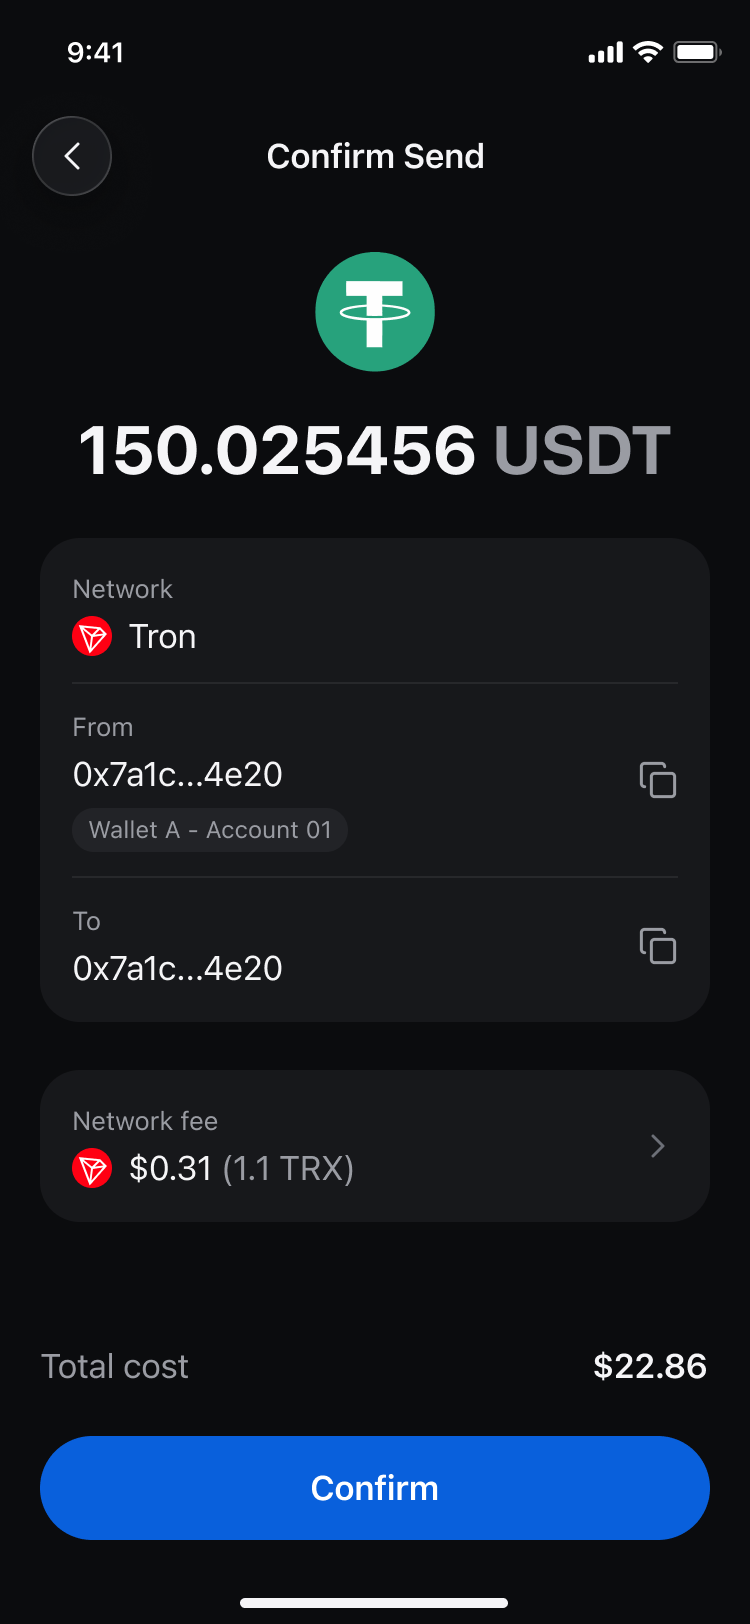 9:41
Confirm Send
150.025456 USDT
Network
Tron
From
0x7a1c...4e20
Wallet A - Account 01
To
0x7a1c...4e20
Network fee
$0.31 (1.1 TRX)
Total cost
$22.86
Confirm